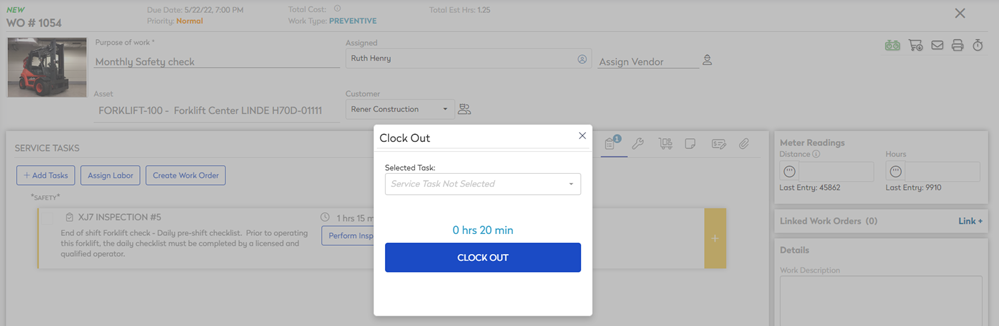 NEW
WO # 1054
Due Date: 5/22/22, 7:00 PM
Priority: Normal
Total Cost:
Work Type: PREVENTIVE
Total Est Hrs: 1.25
Purpose of work *
Monthly Safety check
Assigned
Ruth Henry
Assign Vendor
Asset
FORKLIFT-100 - Forklift Center LINDE H70D-01111
Customer
Rener Construction
SERVICE TASKS
1
+ Add Tasks
Assign Labor
Create Work Order
"SAFETY"
XJ7 INSPECTION #5
1 hrs 15 m
End of shift Forklift check - Daily pre-shift checklist. Prior to operating
this forklift, the daily checklist must be completed by a licensed and
qualified operator.
Perform Insp
+
Clock Out
Selected Task:
Service Task Not Selected
0 hrs 20 min
CLOCK OUT
Meter Readings
Distance
Hours
Last Entry: 45862
Last Entry: 9910
Linked Work Orders (0)
Link +
Details
Work Description